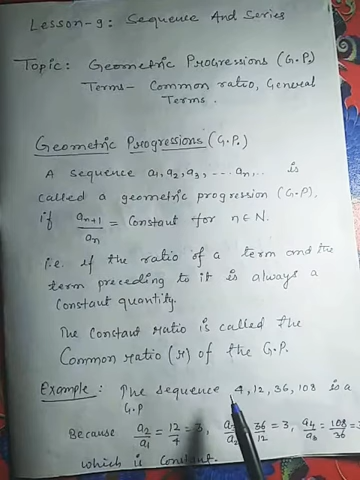 Lesson-9: Sequence And Series
Topic: Geometric Progressions (G.P.)
Terms- Common ratio, General
Terms.
Geometric Progressions (G.P.)
A sequence a₁, a₂, a₃, ---- aₙ, .. is
called a geometric progression (G.P),
if aₙ₊₁/aₙ = Constant for n ∈ N.
i.e. if the ratio of a term and the
term preceding to it is always a
Constant quantity.
The Constant ratio is called the
Common ratio (r) of the G.P.
Example: The sequence 4, 12, 36, 108 is a
G.P
Because a₂/a₁ = 12/4 = 3, a₃/a₂ = 36/12 = 3, a₄/a₃ = 108/36 = 3
which is Constant.